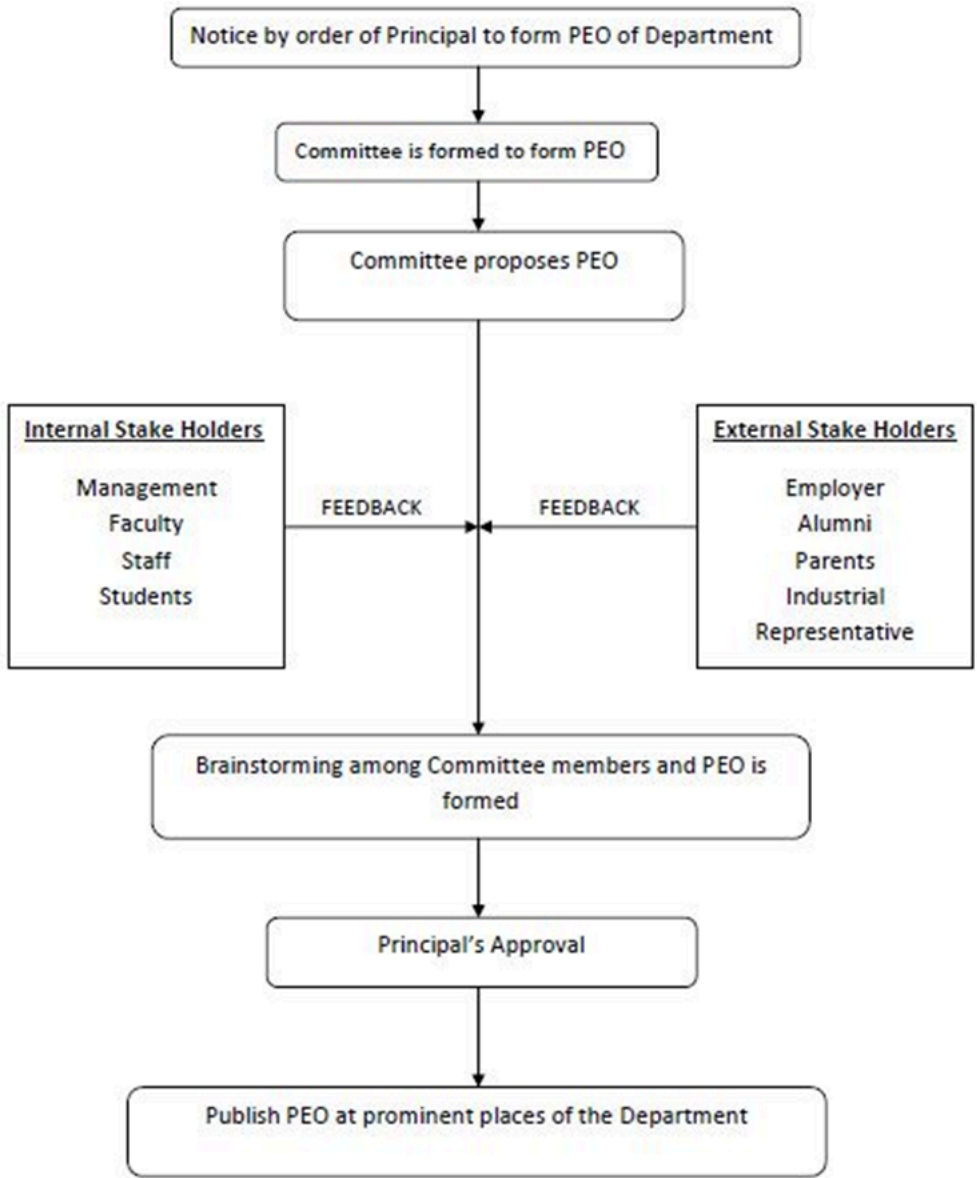 Notice by order of Principal to form PEO of Department
Committee is formed to form PEO
Committee proposes PEO
Internal Stake Holders
Management
Faculty
Staff
Students
FEEDBACK
FEEDBACK
External Stake Holders
Employer
Alumni
Parents
Industrial
Representative
Brainstorming among Committee members and PEO is
formed
Principal's Approval
Publish PEO at prominent places of the Department